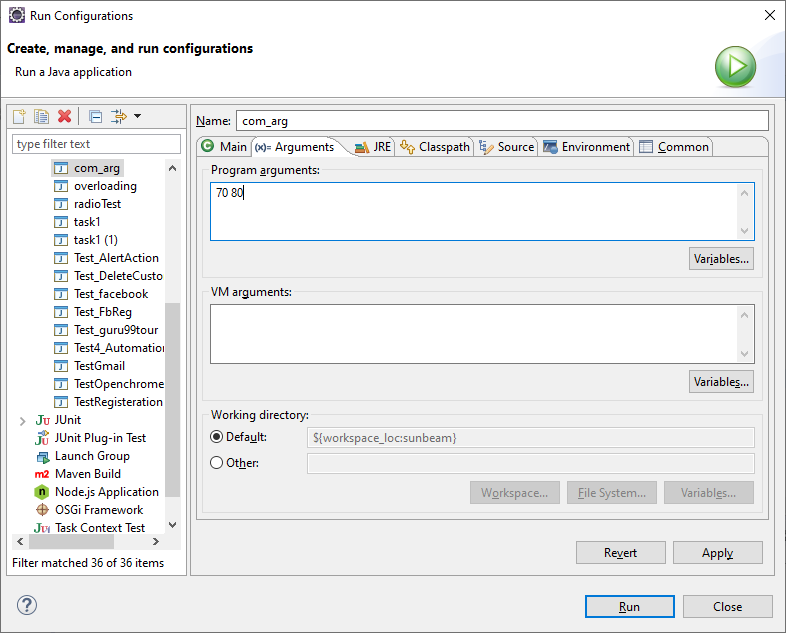 Run Configurations
Create, manage, and run configurations
Run a Java application
type filter text
com_arg
overloading
radioTest
task1
task1 (1)
Test_AlertAction
Test_DeleteCusto
Test_facebook
Test_FbReg
Test_guru99tour
Test4_Automation
TestGmail
TestOpenchrome
TestRegisteration
JUnit
JUnit Plug-in Test
Launch Group
Maven Build
Node.js Application
OSGi Framework
Task Context Test
Filter matched 36 of 36 items
Name: com_arg
Main (x)= Arguments JRE Classpath Source Environment Common
Program arguments:
70 80
Variables...
VM arguments:
Variables...
Working directory:
Default: ${workspace_loc:sunbeam}
Other:
Workspace... File System... Variables...
Revert Apply
Run Close